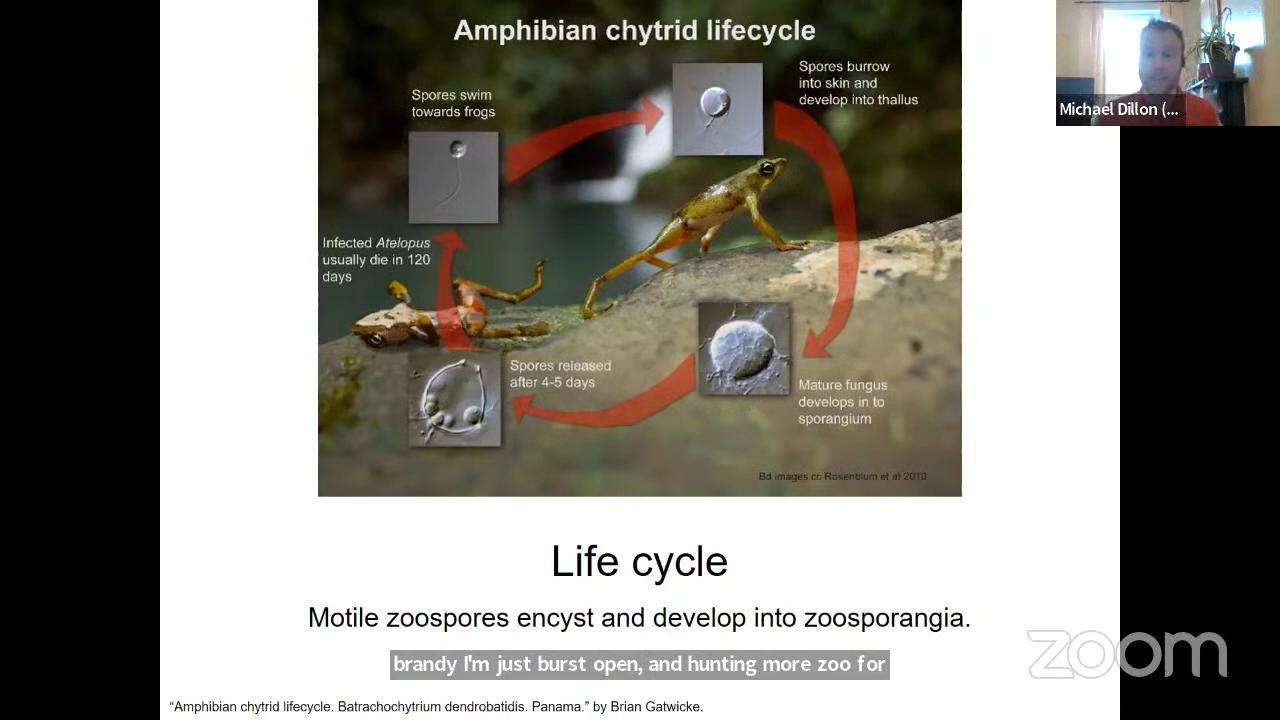 Amphibian chytrid lifecycle
Spores swim
towards frogs
Spores burrow
into skin and
develop into thallus
Infected Atelopus
usually die in 120
days
Spores released
after 4-5 days
Mature fungus
develops in to
sporangium
Bd images cc Rosenblum et at 2010
Michael Dillon (...
Life cycle
Motile zoospores encyst and develop into zoosporangia.
brandy I'm just burst open, and hunting more zoo for
zoom
“Amphibian chytrid lifecycle. Batrachochytrium dendrobatidis. Panama.” by Brian Gatwicke.